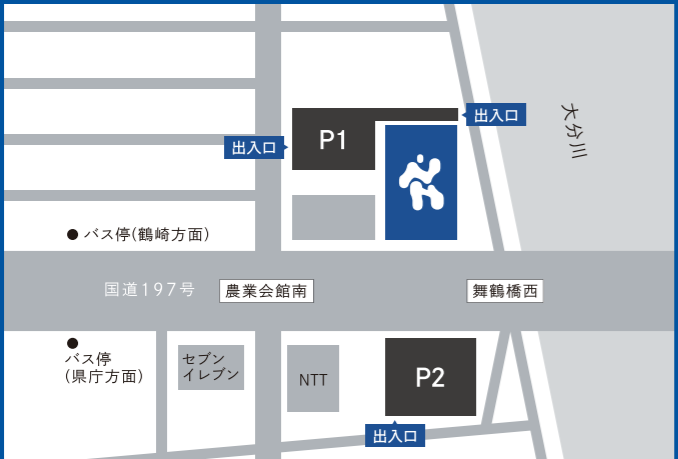 出入口
P1
出入口
大分川
バス停(鶴崎方面)
国道197号
農業会館南
舞鶴橋西
バス停
(県庁方面)
セブン
イレブン
NTT
P2
出入口